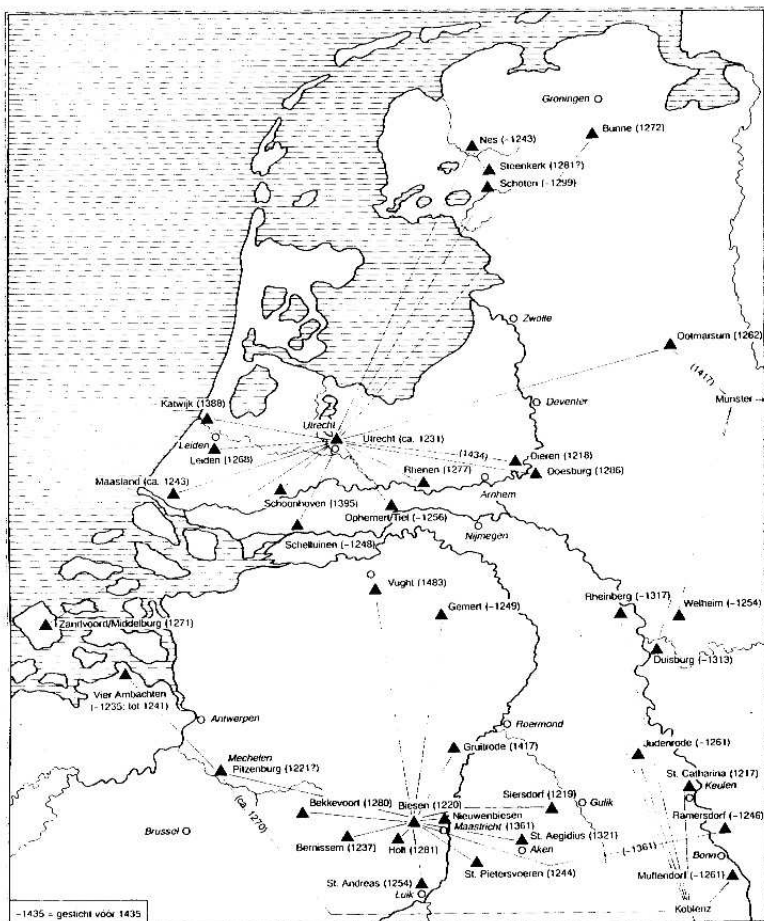 Groningen
Nes (-1243)
Bunne (1272)
Steenkerk (1281?)
Schoten (-1299)
Zwolle
Ootmarsum (1262)
(1417)
Munster
Katwijk (1388)
Deventer
Utrecht
Leiden
Utrecht (ca. 1231)
(1434)
Dieren (1218)
Leiden (1268)
Rhenen (1277)
Doesburg (1286)
Maasland (ca. 1243)
Arnhem
Schoonhoven (1395)
Ophemert/Tiel (-1256)
Nijmegen
Schelluinen (-1248)
Vught (1483)
Gemert (-1249)
Rheinberg (-1317)
Welheim (-1254)
Zandvoord/Middelburg (1271)
Duisburg (-1313)
Vier Ambachten
(-1235; tot 1241)
Antwerpen
Roermond
Gruitrode (1417)
Judenrode (-1261)
Mechelen
Pitzenburg (1221?)
St. Catharina (1217)
Keulen
(ca. 1270)
Bekkevoort (1280)
Biesen (1220)
Siersdorf (1219)
Gulik
Nieuwenbiesen
Maastricht (1361)
Ramersdorf (-1246)
Brussel
Bernissem (1237)
Holt (1281)
St. Aegidius (1321)
Aken
(-1361)
Bonn
St. Pietersvoeren (1244)
St. Andreas (1254)
Muffendorf (-1261)
Luik
Koblenz
-1435 = gesticht vóór 1435